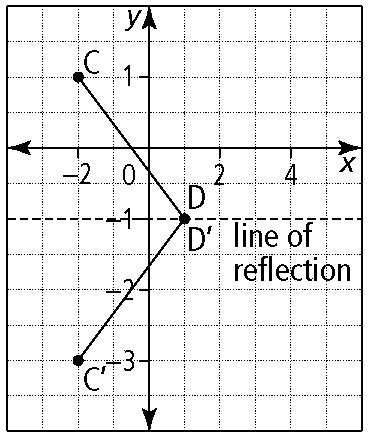 y
C
1
−2 0 2 4 x
D
−1
D′ line of
reflection
−2
−3
C′